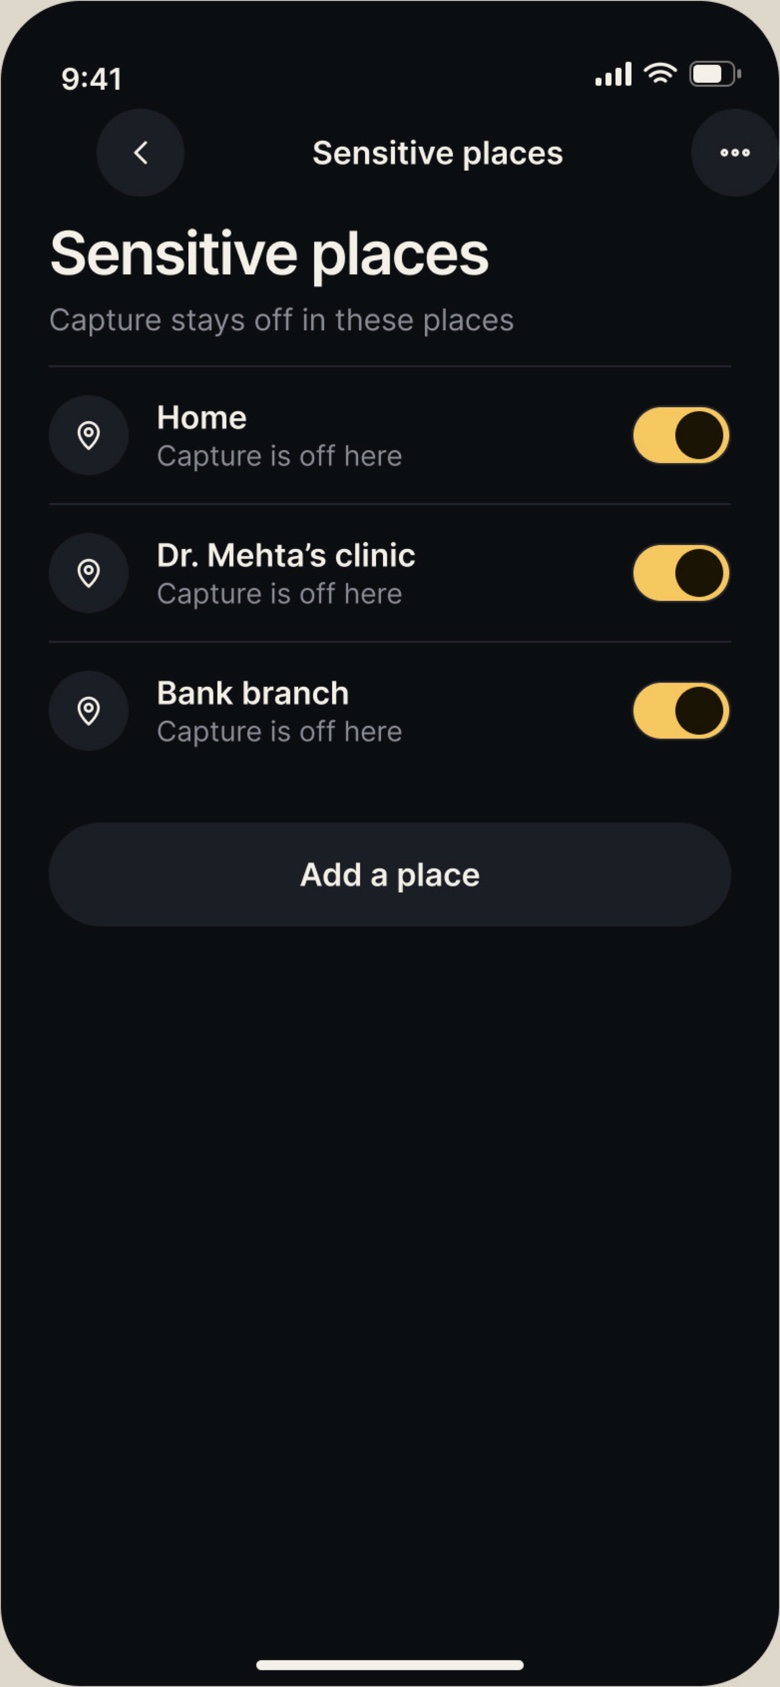 9:41
Sensitive places
Sensitive places
Capture stays off in these places
Home
Capture is off here
Dr. Mehta’s clinic
Capture is off here
Bank branch
Capture is off here
Add a place